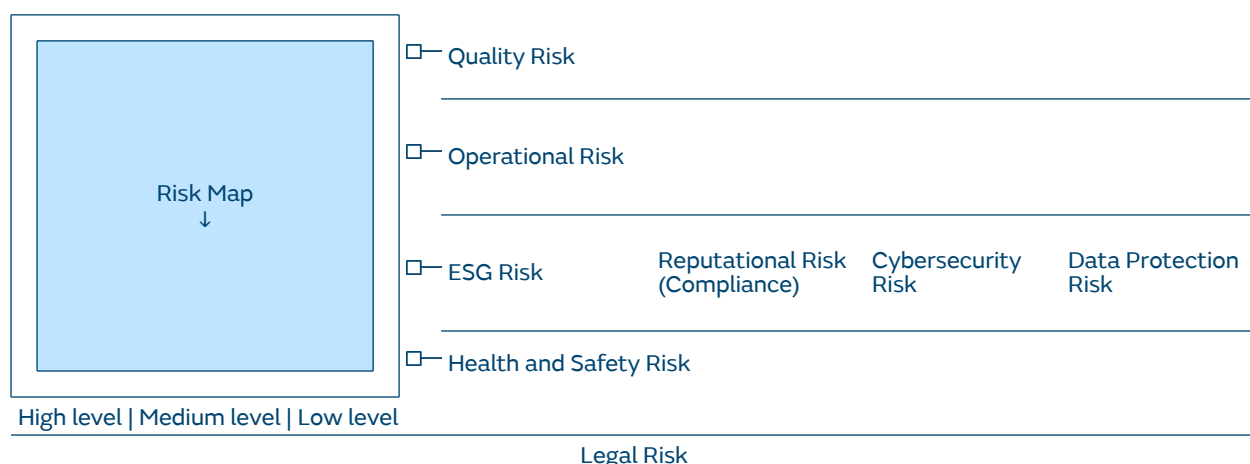 Quality Risk
Operational Risk
Risk Map
↓
ESG Risk
Reputational Risk
(Compliance)
Cybersecurity
Risk
Data Protection
Risk
Health and Safety Risk
High level | Medium level | Low level
Legal Risk